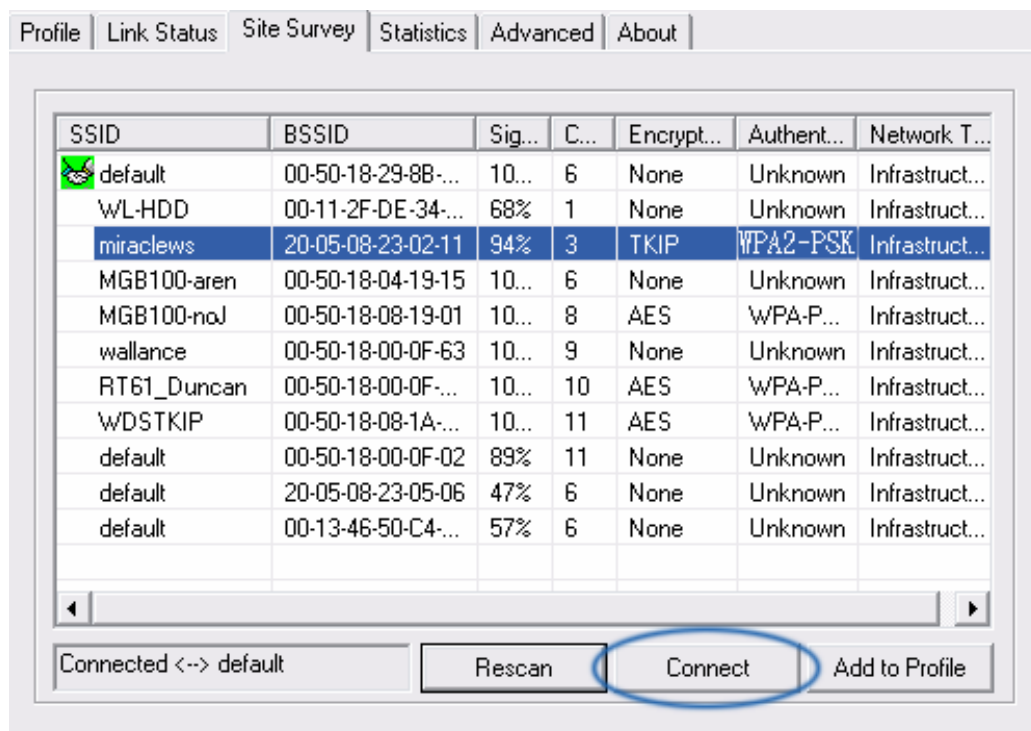 Profile Link Status Site Survey Statistics Advanced About
SSID BSSID Sig... C... Encrypt... Authent... Network T...
default 00-50-18-29-8B-... 10... 6 None Unknown Infrastruct...
WL-HDD 00-11-2F-DE-34-... 68% 1 None Unknown Infrastruct...
miraclews 20-05-08-23-02-11 94% 3 TKIP WPA2-PSK Infrastruct...
MGB100-aren 00-50-18-04-19-15 10... 6 None Unknown Infrastruct...
MGB100-noJ 00-50-18-08-19-01 10... 8 AES WPA-P... Infrastruct...
wallance 00-50-18-00-0F-63 10... 9 None Unknown Infrastruct...
RT61_Duncan 00-50-18-00-0F-... 10... 10 AES WPA-P... Infrastruct...
WDSTKIP 00-50-18-08-1A-... 10... 11 AES WPA-P... Infrastruct...
default 00-50-18-00-0F-02 89% 11 None Unknown Infrastruct...
default 20-05-08-23-05-06 47% 6 None Unknown Infrastruct...
default 00-13-46-50-C4-... 57% 6 None Unknown Infrastruct...
Connected <--> default Rescan Connect Add to Profile